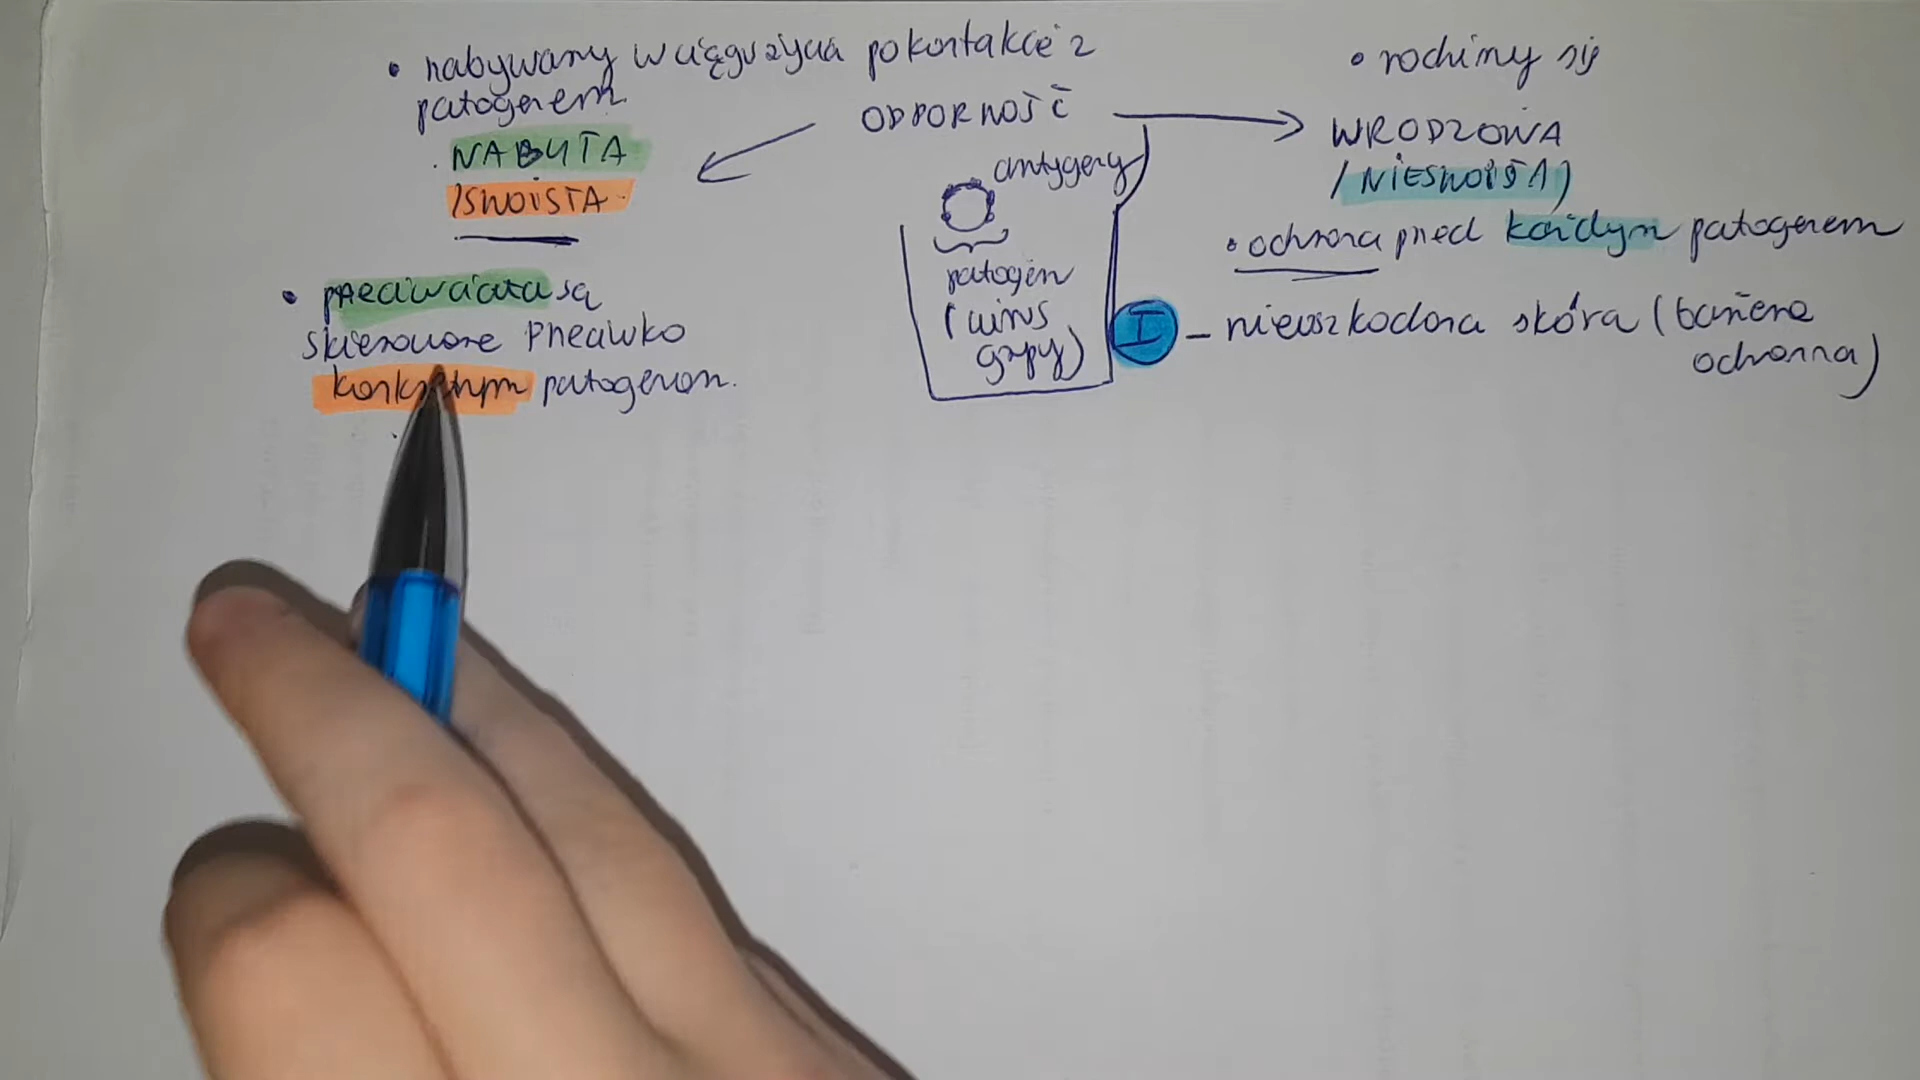 • nabywamy w ciągu życia po kontakcie z
patogenem.
ODPORNOŚĆ
NABYTA
/SWOISTA
• przeciwciała są
skierowane przeciwko
konkretnym patogenom.
antygeny
patogen
(wirus
grypy)
• rodzimy się
WRODZONA
/NIESWOISTA)
• ochrona przed każdym patogenem
I – nieuszkodzona skóra (bariera
ochronna)